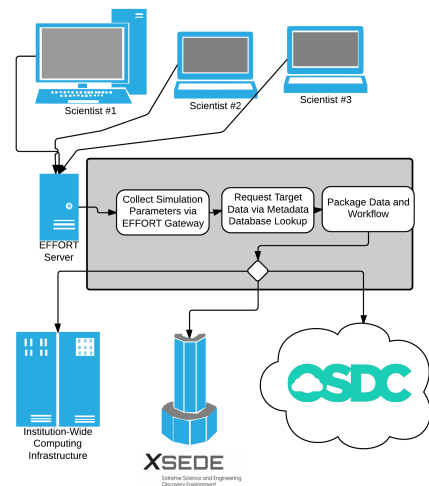 Scientist #1
Scientist #2
Scientist #3
EFFORT
Server
Collect Simulation
Parameters via
EFFORT Gateway
Request Target
Data via Metadata
Database Lookup
Package Data and
Workflow
Institution-Wide
Computing
Infrastructure
XSEDE
Extreme Science and Engineering
Discovery Environment
OSDC